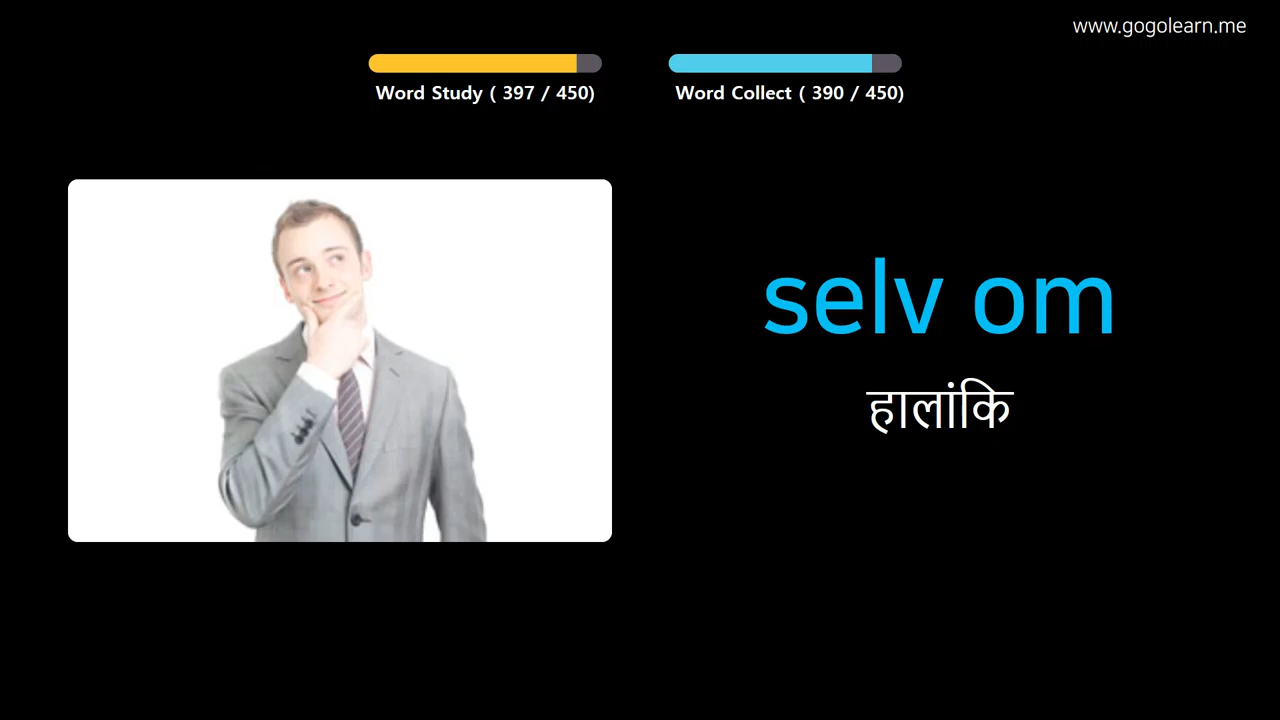 www.gogolearn.me
Word Study ( 397 / 450)
Word Collect ( 390 / 450)
selv om
हालांकि